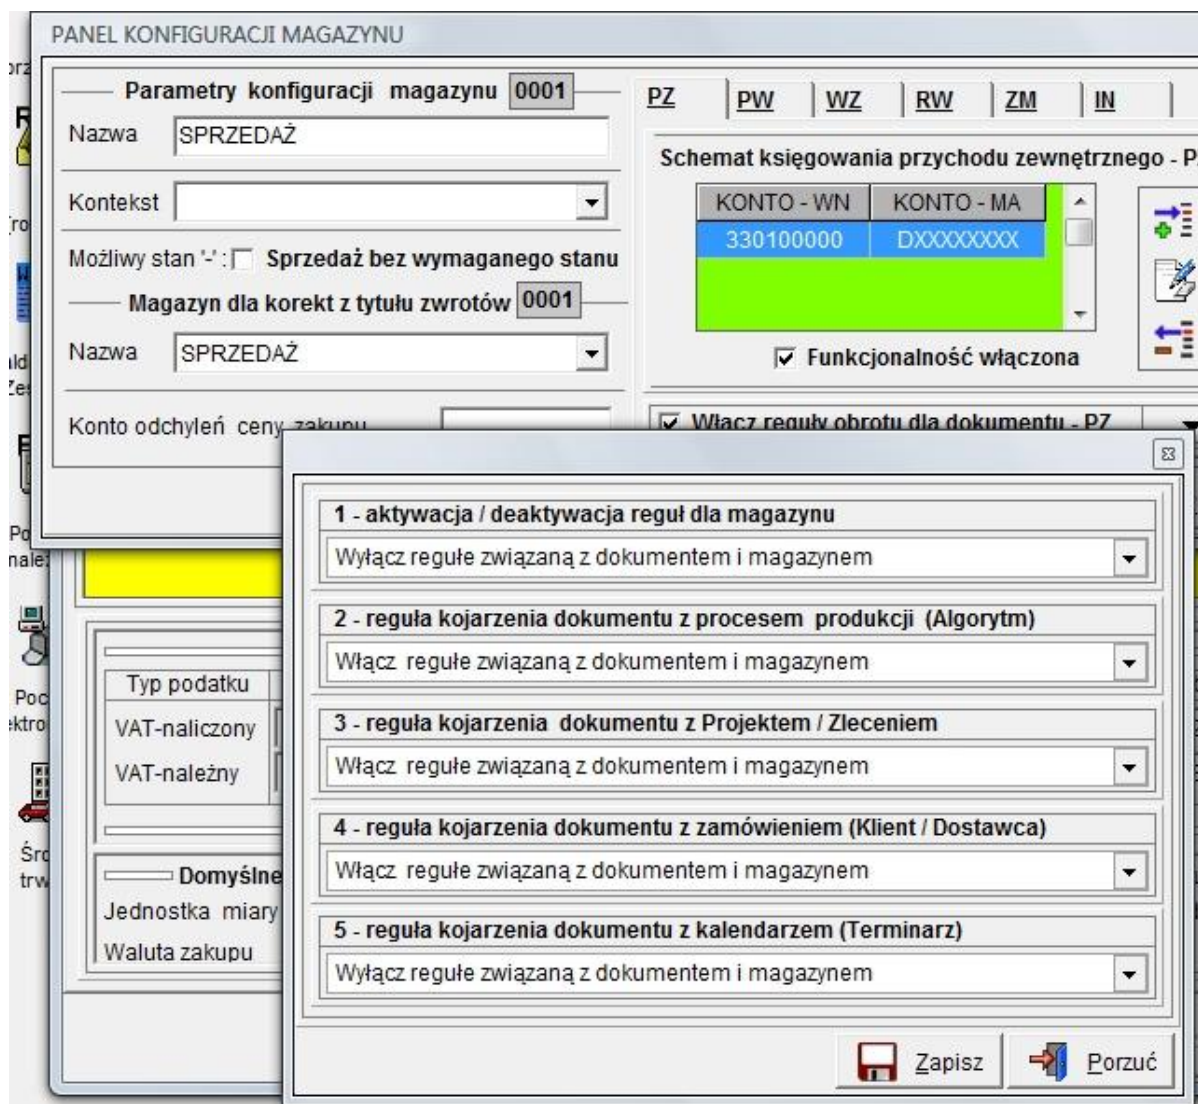 PANEL KONFIGURACJI MAGAZYNU
Parametry konfiguracji magazynu 0001
Nazwa SPRZEDAŻ
Kontekst
Możliwy stan '-' : Sprzedaż bez wymaganego stanu
Magazyn dla korekt z tytułu zwrotów 0001
Nazwa SPRZEDAŻ
Konto odchyleń ceny zakupu
PZ PW WZ RW ZM IN
Schemat księgowania przychodu zewnętrznego - P
KONTO - WN KONTO - MA
330100000 DXXXXXXXX
Funkcjonalność włączona
Włącz reguły obrotu dla dokumentu - PZ
1 - aktywacja / deaktywacja reguł dla magazynu
Wyłącz regułe związaną z dokumentem i magazynem
2 - reguła kojarzenia dokumentu z procesem produkcji (Algorytm)
Włącz regułe związaną z dokumentem i magazynem
3 - reguła kojarzenia dokumentu z Projektem / Zleceniem
Włącz regułe związaną z dokumentem i magazynem
4 - reguła kojarzenia dokumentu z zamówieniem (Klient / Dostawca)
Włącz regułe związaną z dokumentem i magazynem
5 - reguła kojarzenia dokumentu z kalendarzem (Terminarz)
Wyłącz regułe związaną z dokumentem i magazynem
Zapisz Porzuć
Typ podatku
VAT-naliczony
VAT-należny
Domyślne
Jednostka miary
Waluta zakupu
Poc
ektro
Śro
trw